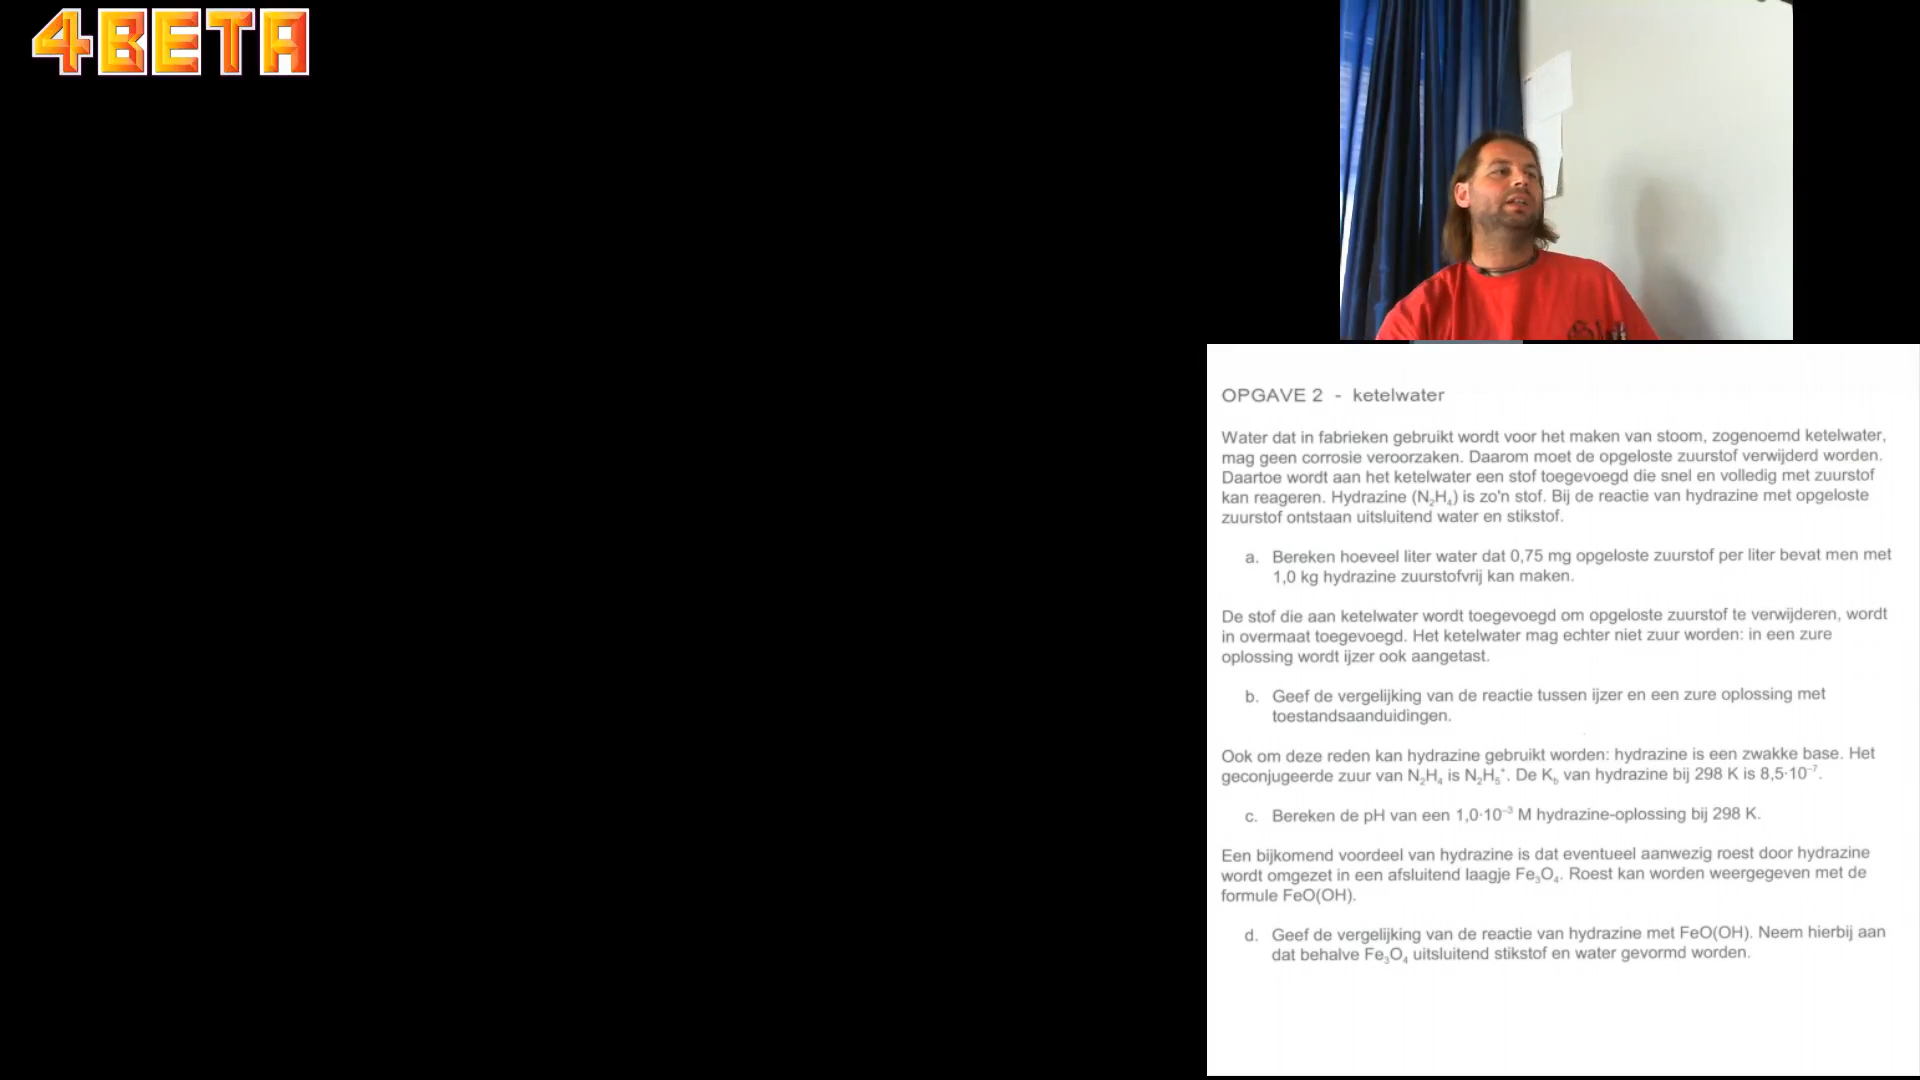 4BETA
OPGAVE 2 - ketelwater
Water dat in fabrieken gebruikt wordt voor het maken van stoom, zogenoemd ketelwater,
mag geen corrosie veroorzaken. Daarom moet de opgeloste zuurstof verwijderd worden.
Daartoe wordt aan het ketelwater een stof toegevoegd die snel en volledig met zuurstof
kan reageren. Hydrazine (N₂H₄) is zo'n stof. Bij de reactie van hydrazine met opgeloste
zuurstof ontstaan uitsluitend water en stikstof.
a. Bereken hoeveel liter water dat 0,75 mg opgeloste zuurstof per liter bevat men met
1,0 kg hydrazine zuurstofvrij kan maken.
De stof die aan ketelwater wordt toegevoegd om opgeloste zuurstof te verwijderen, wordt
in overmaat toegevoegd. Het ketelwater mag echter niet zuur worden: in een zure
oplossing wordt ijzer ook aangetast.
b. Geef de vergelijking van de reactie tussen ijzer en een zure oplossing met
toestandsaanduidingen.
Ook om deze reden kan hydrazine gebruikt worden: hydrazine is een zwakke base. Het
geconjugeerde zuur van N₂H₄ is N₂H₅⁺. De K_b van hydrazine bij 298 K is 8,5·10⁻⁷.
c. Bereken de pH van een 1,0·10⁻³ M hydrazine-oplossing bij 298 K.
Een bijkomend voordeel van hydrazine is dat eventueel aanwezig roest door hydrazine
wordt omgezet in een afsluitend laagje Fe₃O₄. Roest kan worden weergegeven met de
formule FeO(OH).
d. Geef de vergelijking van de reactie van hydrazine met FeO(OH). Neem hierbij aan
dat behalve Fe₃O₄ uitsluitend stikstof en water gevormd worden.